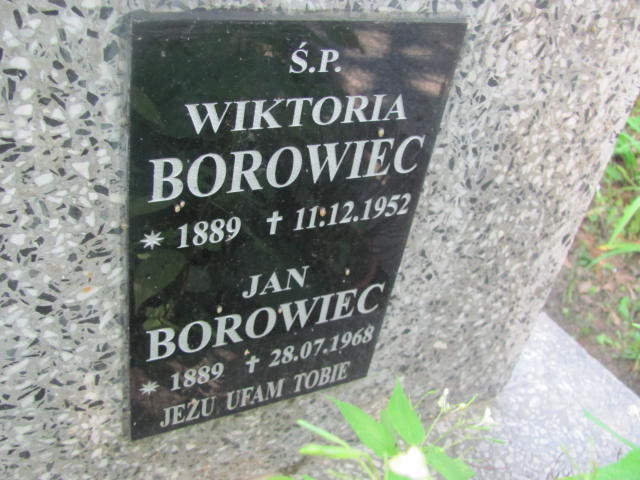 Ś.P.
WIKTORIA
BOROWIEC
* 1889 † 11.12.1952
JAN
BOROWIEC
* 1889 † 28.07.1968
JEZU UFAM TOBIE